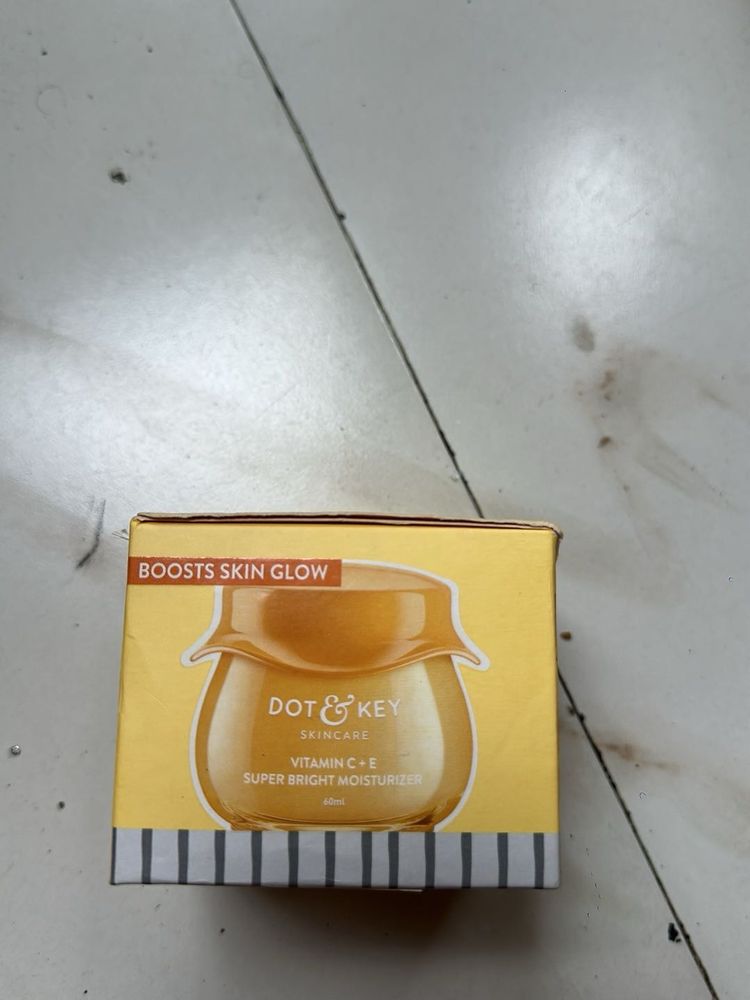 BOOSTS SKIN GLOW
DOT & KEY
SKINCARE
VITAMIN C + E
SUPER BRIGHT MOISTURIZER
60ml